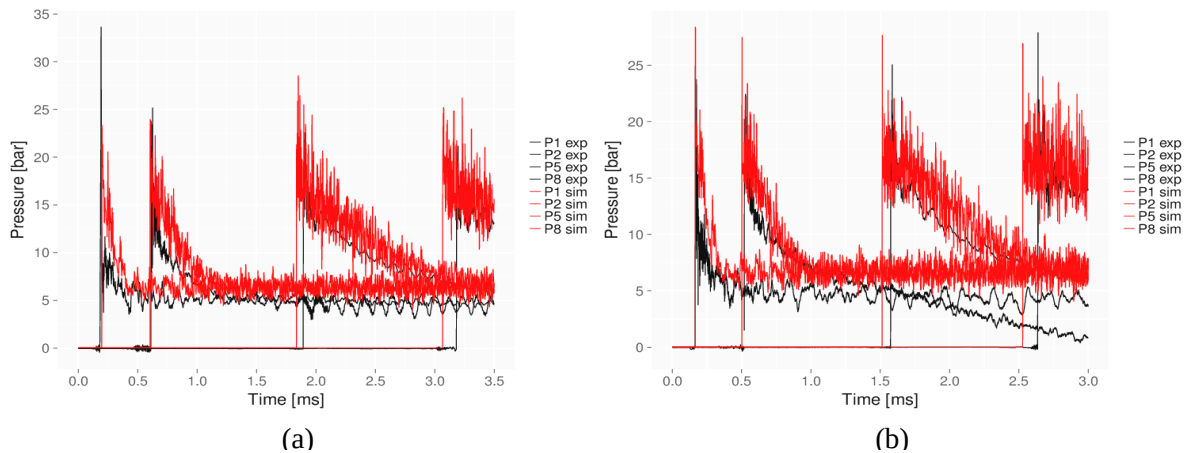 35
30
25
20
15
10
5
0
Pressure [bar]
0.0 0.5 1.0 1.5 2.0 2.5 3.0 3.5
Time [ms]
P1 exp
P2 exp
P5 exp
P8 exp
P1 sim
P2 sim
P5 sim
P8 sim
(a)
25
20
15
10
5
0
Pressure [bar]
0.0 0.5 1.0 1.5 2.0 2.5 3.0
Time [ms]
P1 exp
P2 exp
P5 exp
P8 exp
P1 sim
P2 sim
P5 sim
P8 sim
(b)